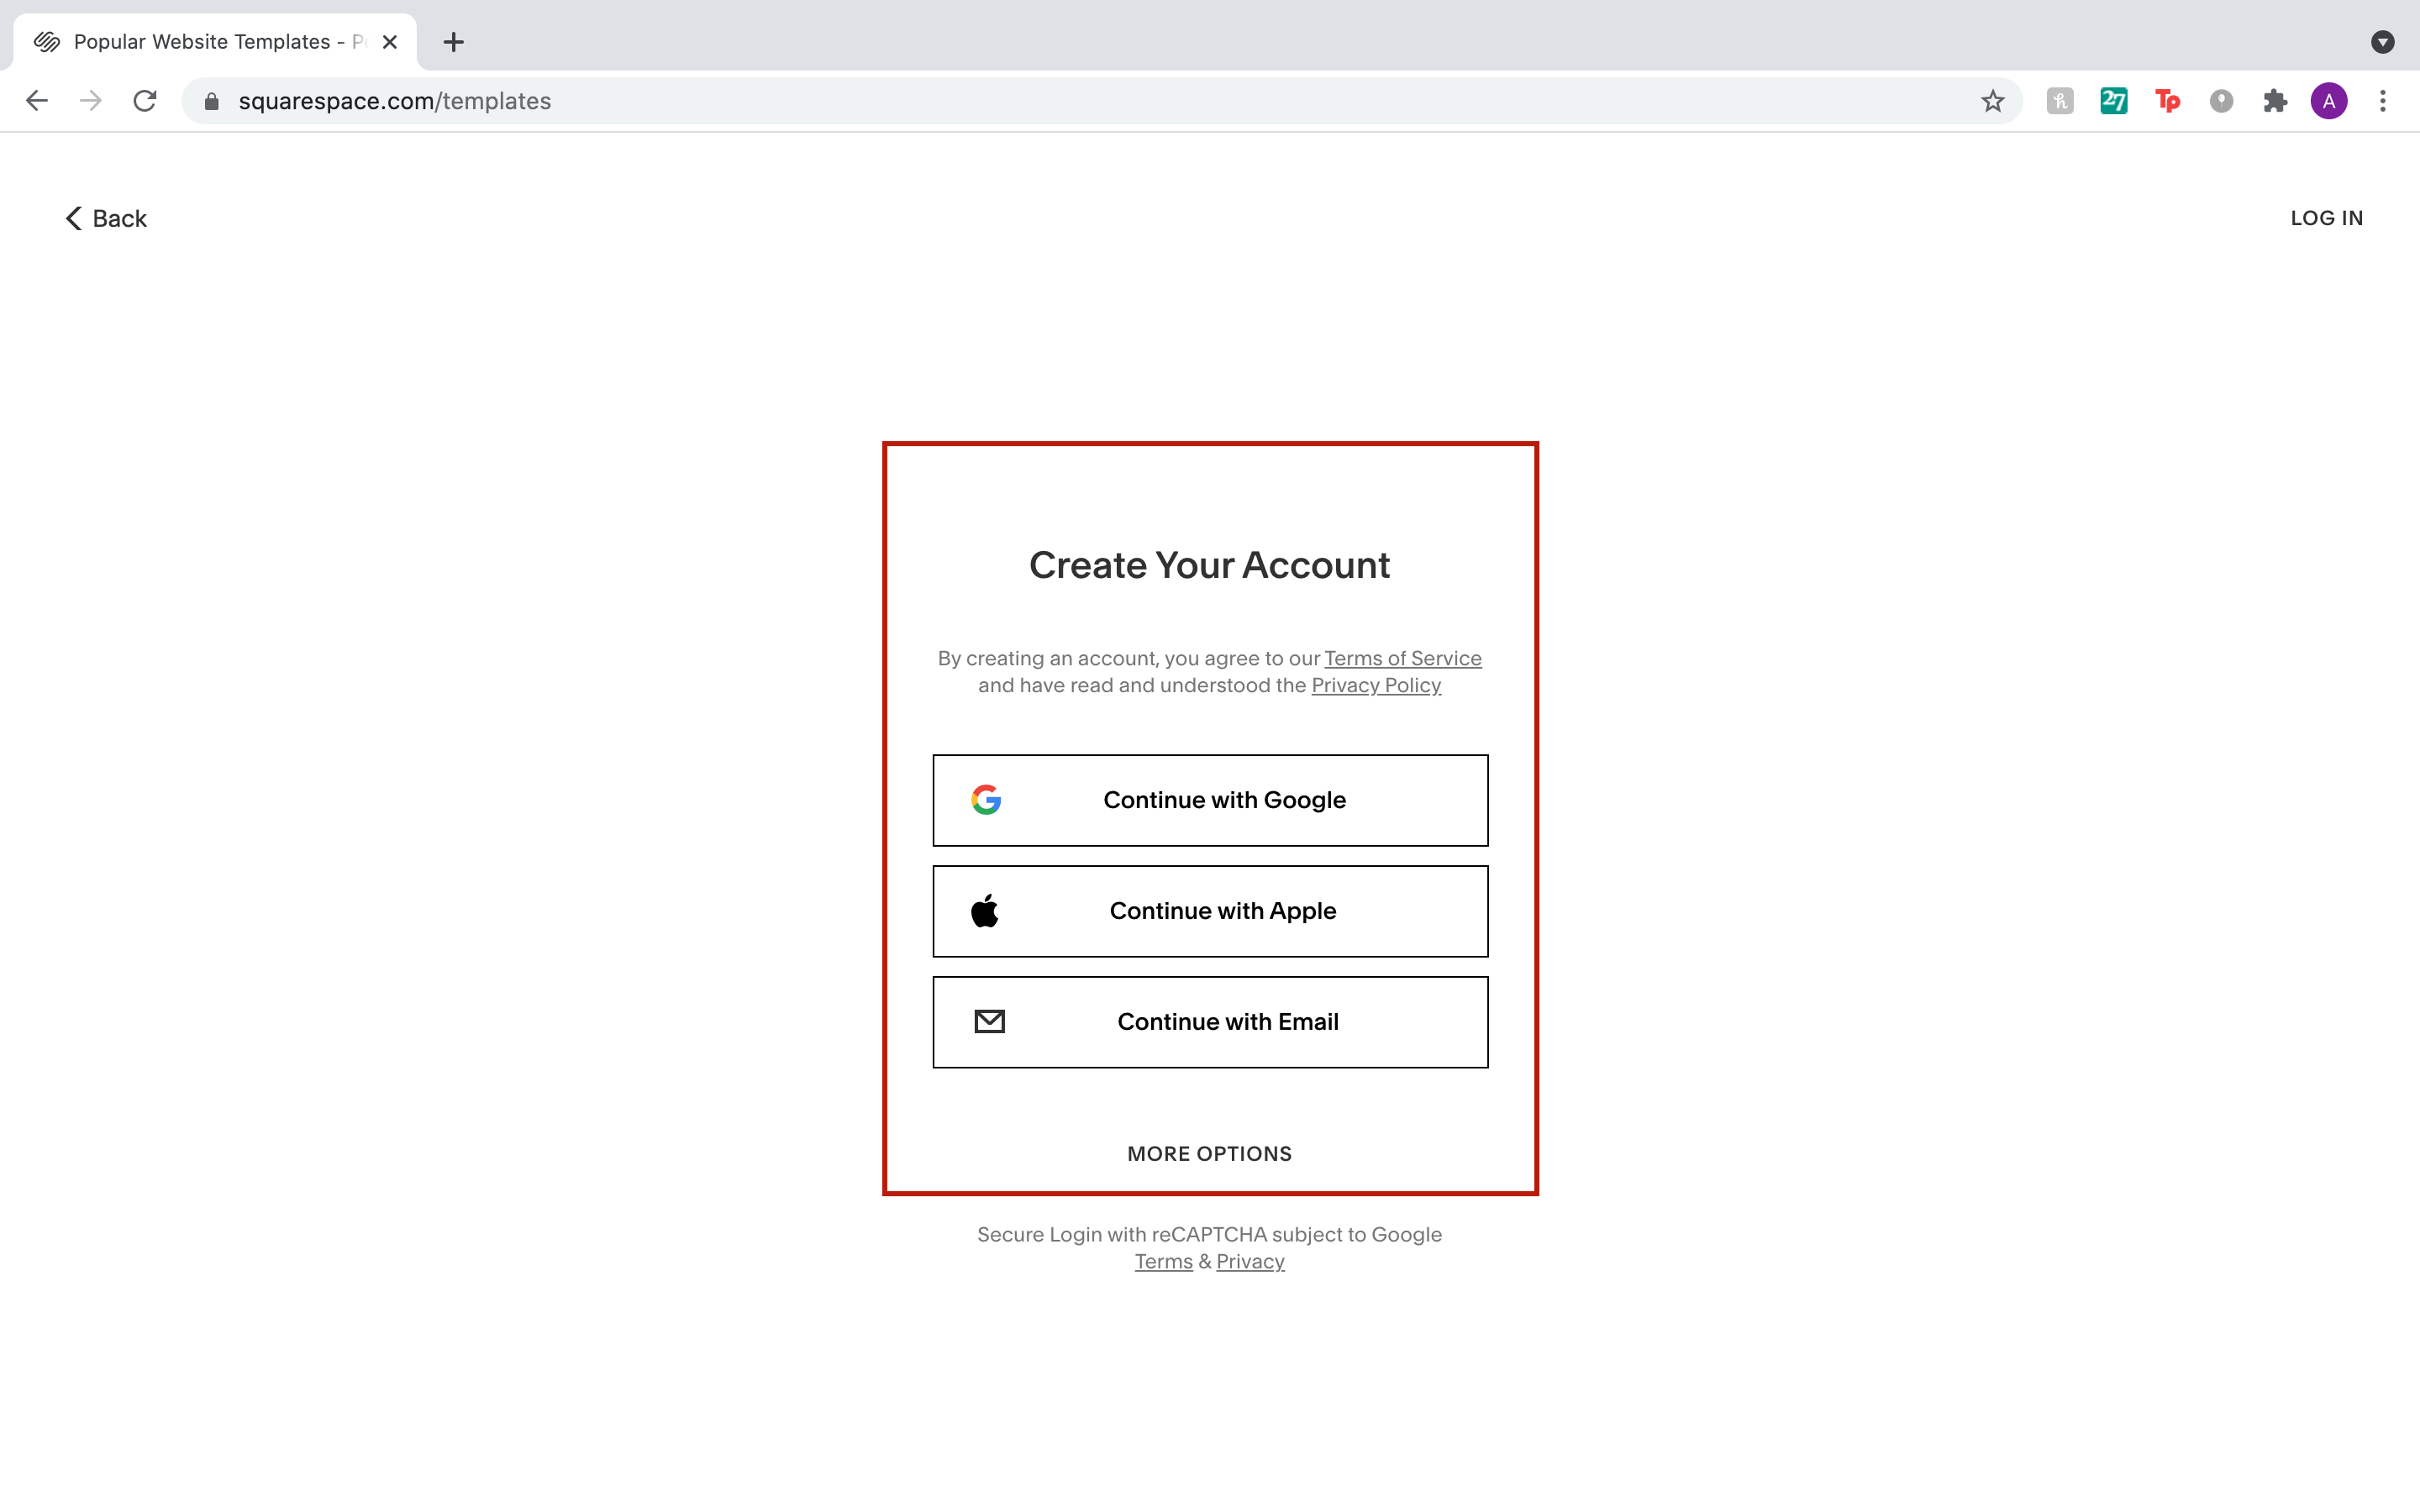 Popular Website Templates - P
squarespace.com/templates
27
Tp
A
Back
LOG IN
Create Your Account
By creating an account, you agree to our Terms of Service
and have read and understood the Privacy Policy
Continue with Google
Continue with Apple
Continue with Email
MORE OPTIONS
Secure Login with reCAPTCHA subject to Google
Terms & Privacy